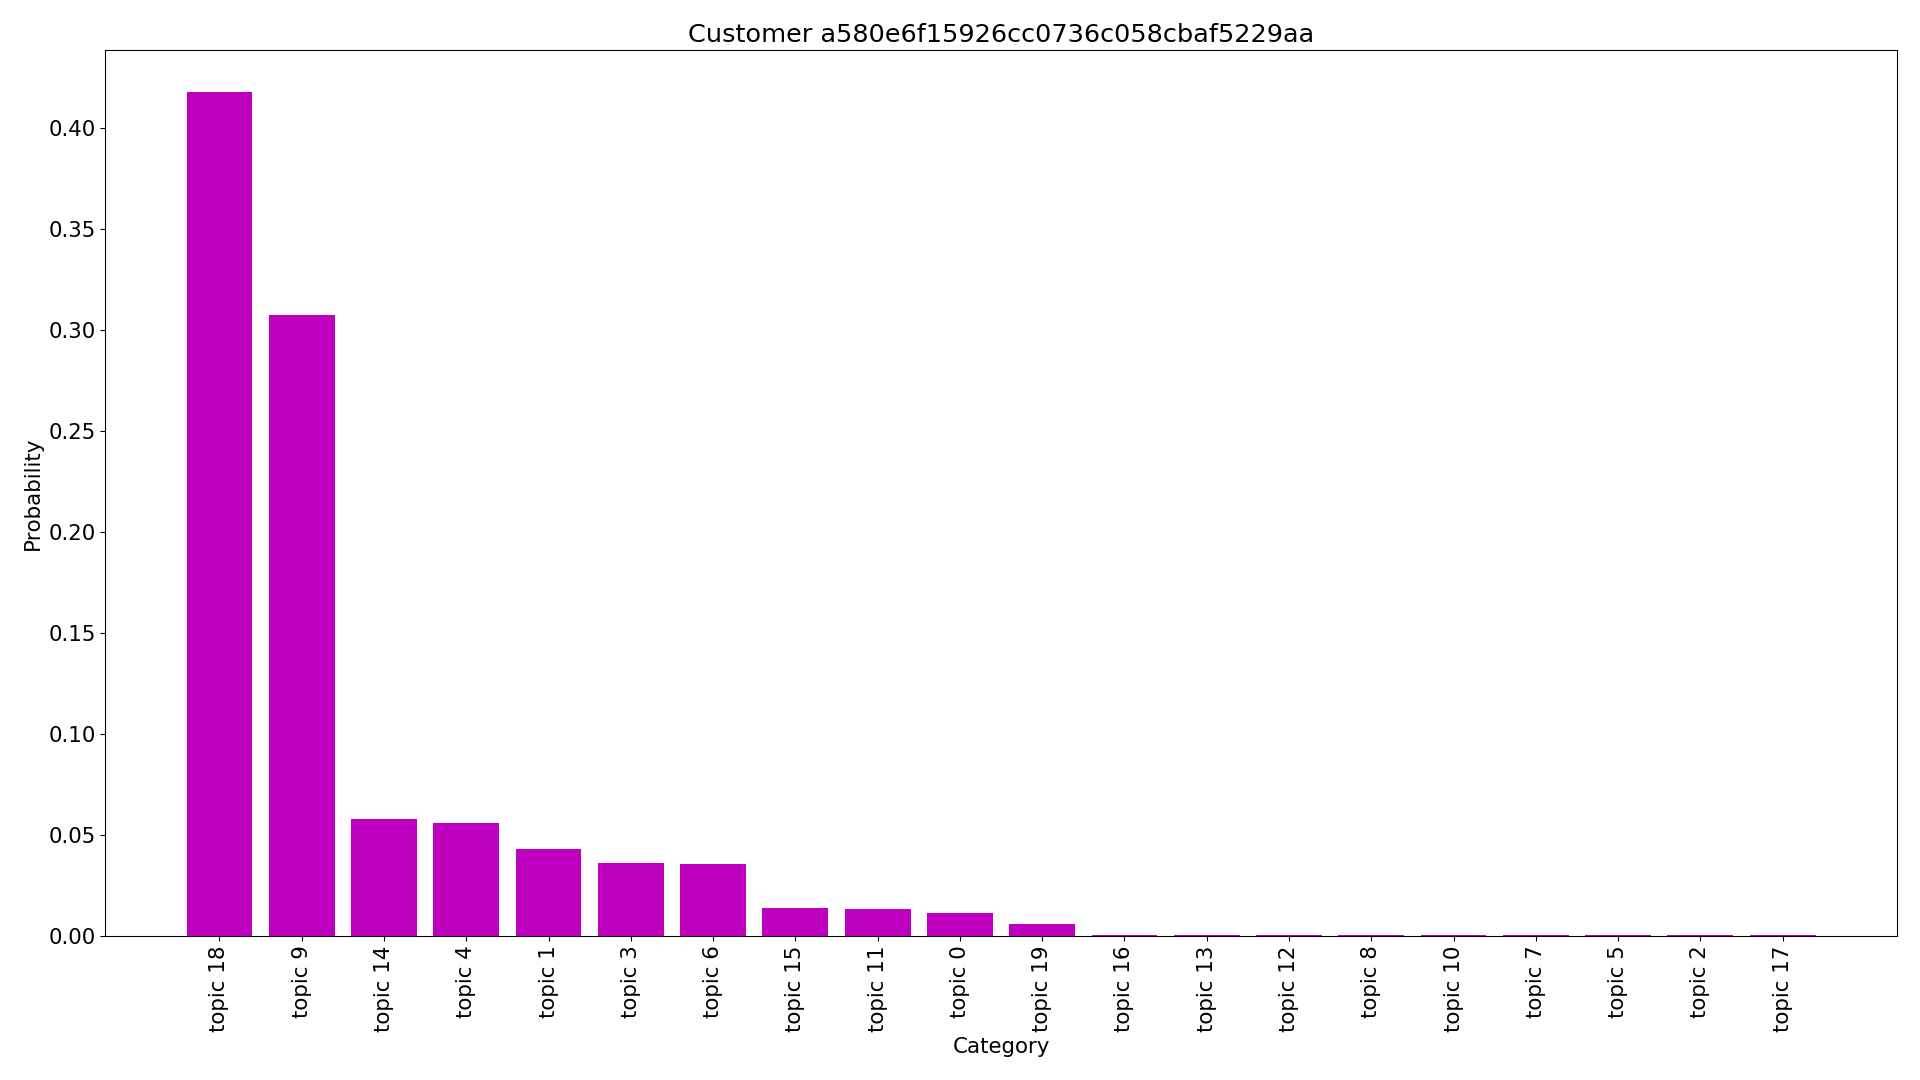 Customer a580e6f15926cc0736c058cbaf5229aa
Probability
0.40
0.35
0.30
0.25
0.20
0.15
0.10
0.05
0.00
topic 18
topic 9
topic 14
topic 4
topic 1
topic 3
topic 6
topic 15
topic 11
topic 0
topic 19
topic 16
topic 13
topic 12
topic 8
topic 10
topic 7
topic 5
topic 2
topic 17
Category